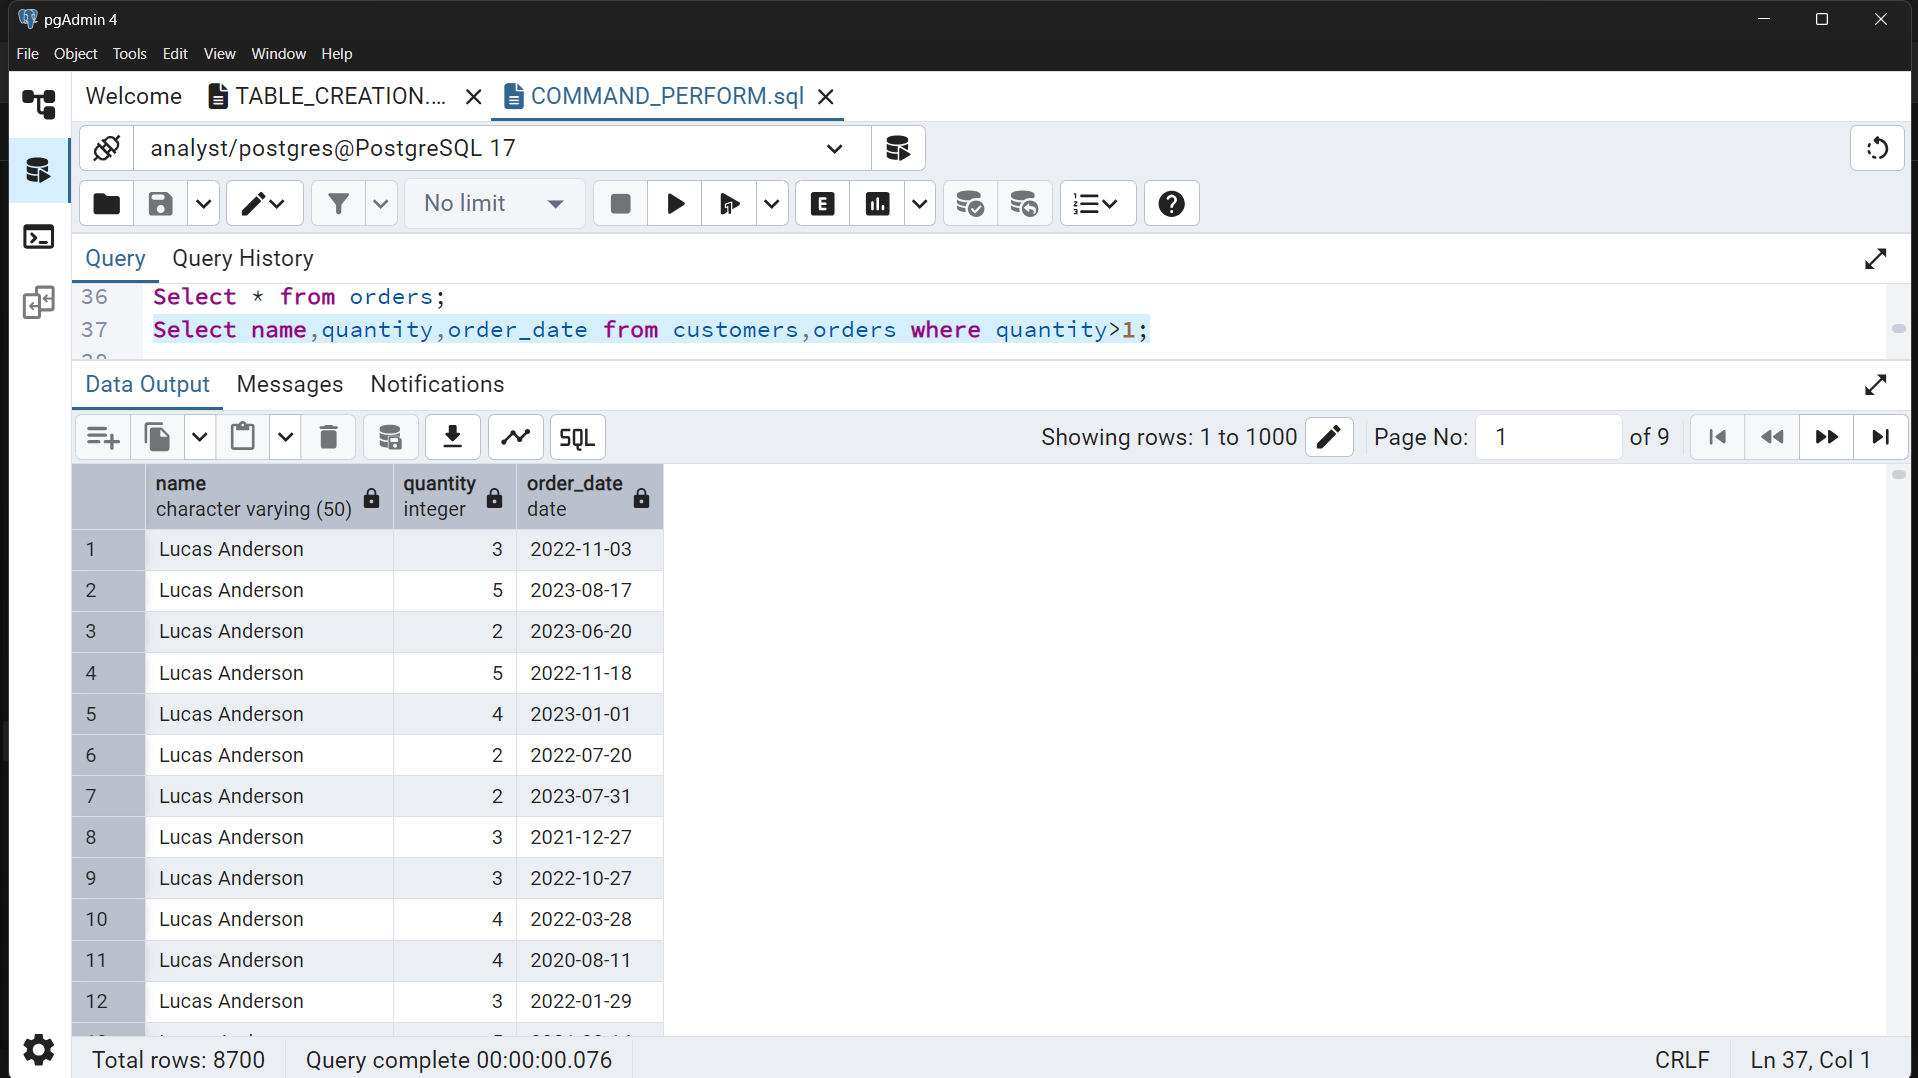 pgAdmin 4
File Object Tools Edit View Window Help
Welcome TABLE_CREATION.... COMMAND_PERFORM.sql
analyst/postgres@PostgreSQL 17
No limit E
Query Query History
36 Select * from orders;
37 Select name,quantity,order_date from customers,orders where quantity>1;
Data Output Messages Notifications
SQL Showing rows: 1 to 1000 Page No: 1 of 9
name quantity order_date
character varying (50) integer date
1 Lucas Anderson 3 2022-11-03
2 Lucas Anderson 5 2023-08-17
3 Lucas Anderson 2 2023-06-20
4 Lucas Anderson 5 2022-11-18
5 Lucas Anderson 4 2023-01-01
6 Lucas Anderson 2 2022-07-20
7 Lucas Anderson 2 2023-07-31
8 Lucas Anderson 3 2021-12-27
9 Lucas Anderson 3 2022-10-27
10 Lucas Anderson 4 2022-03-28
11 Lucas Anderson 4 2020-08-11
12 Lucas Anderson 3 2022-01-29
Total rows: 8700 Query complete 00:00:00.076 CRLF Ln 37, Col 1